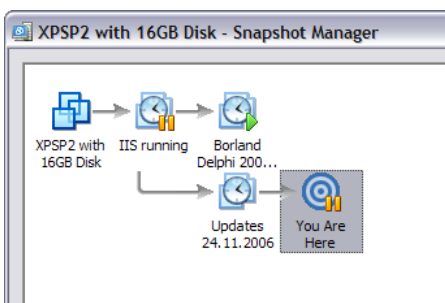 XPSP2 with 16GB Disk - Snapshot Manager
XPSP2 with
16GB Disk
IIS running
Borland
Delphi 200...
Updates
24.11.2006
You Are
Here